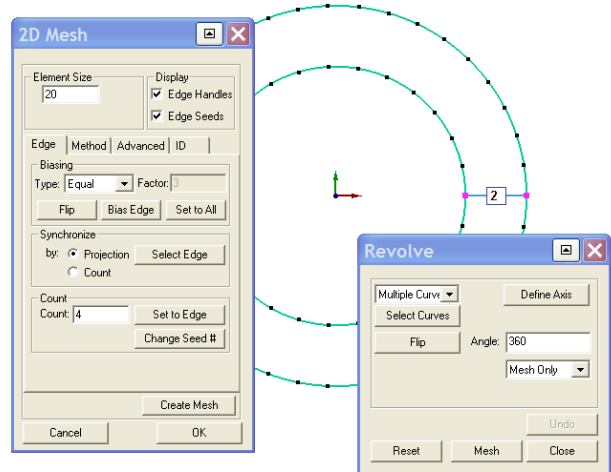 2D Mesh
Element Size
20
Display
Edge Handles
Edge Seeds
Edge Method Advanced ID
Biasing
Type: Equal Factor: 3
Flip Bias Edge Set to All
Synchronize
by: Projection Select Edge
Count
Count
Count: 4 Set to Edge
Change Seed #
Create Mesh
Cancel OK
2
Revolve
Multiple Curve Define Axis
Select Curves
Flip Angle: 360
Mesh Only
Undo
Reset Mesh Close